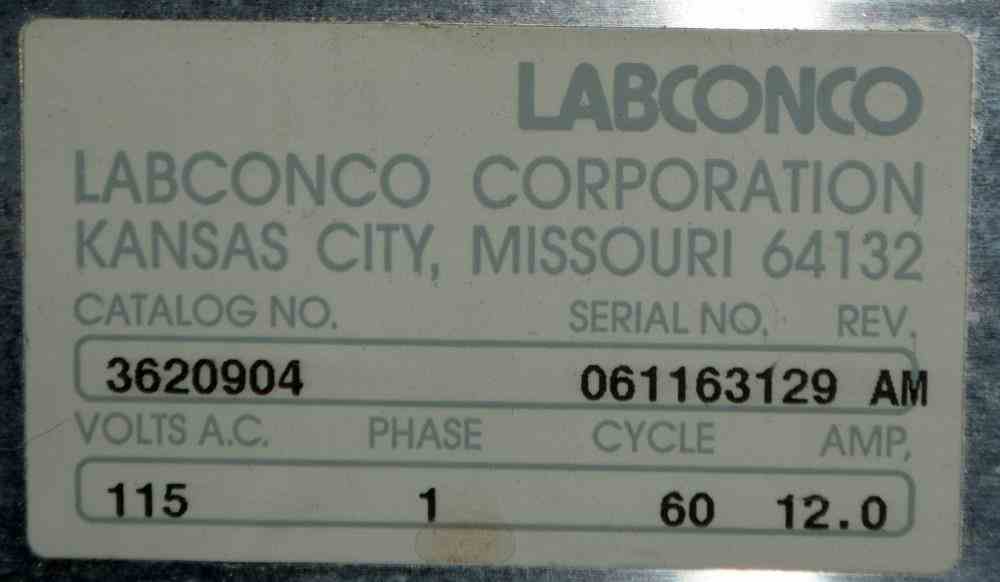 LABCONCO
LABCONCO CORPORATION
KANSAS CITY, MISSOURI 64132
CATALOG NO. SERIAL NO. REV.
3620904 061163129 AM
VOLTS A.C. PHASE CYCLE AMP.
115 1 60 12.0